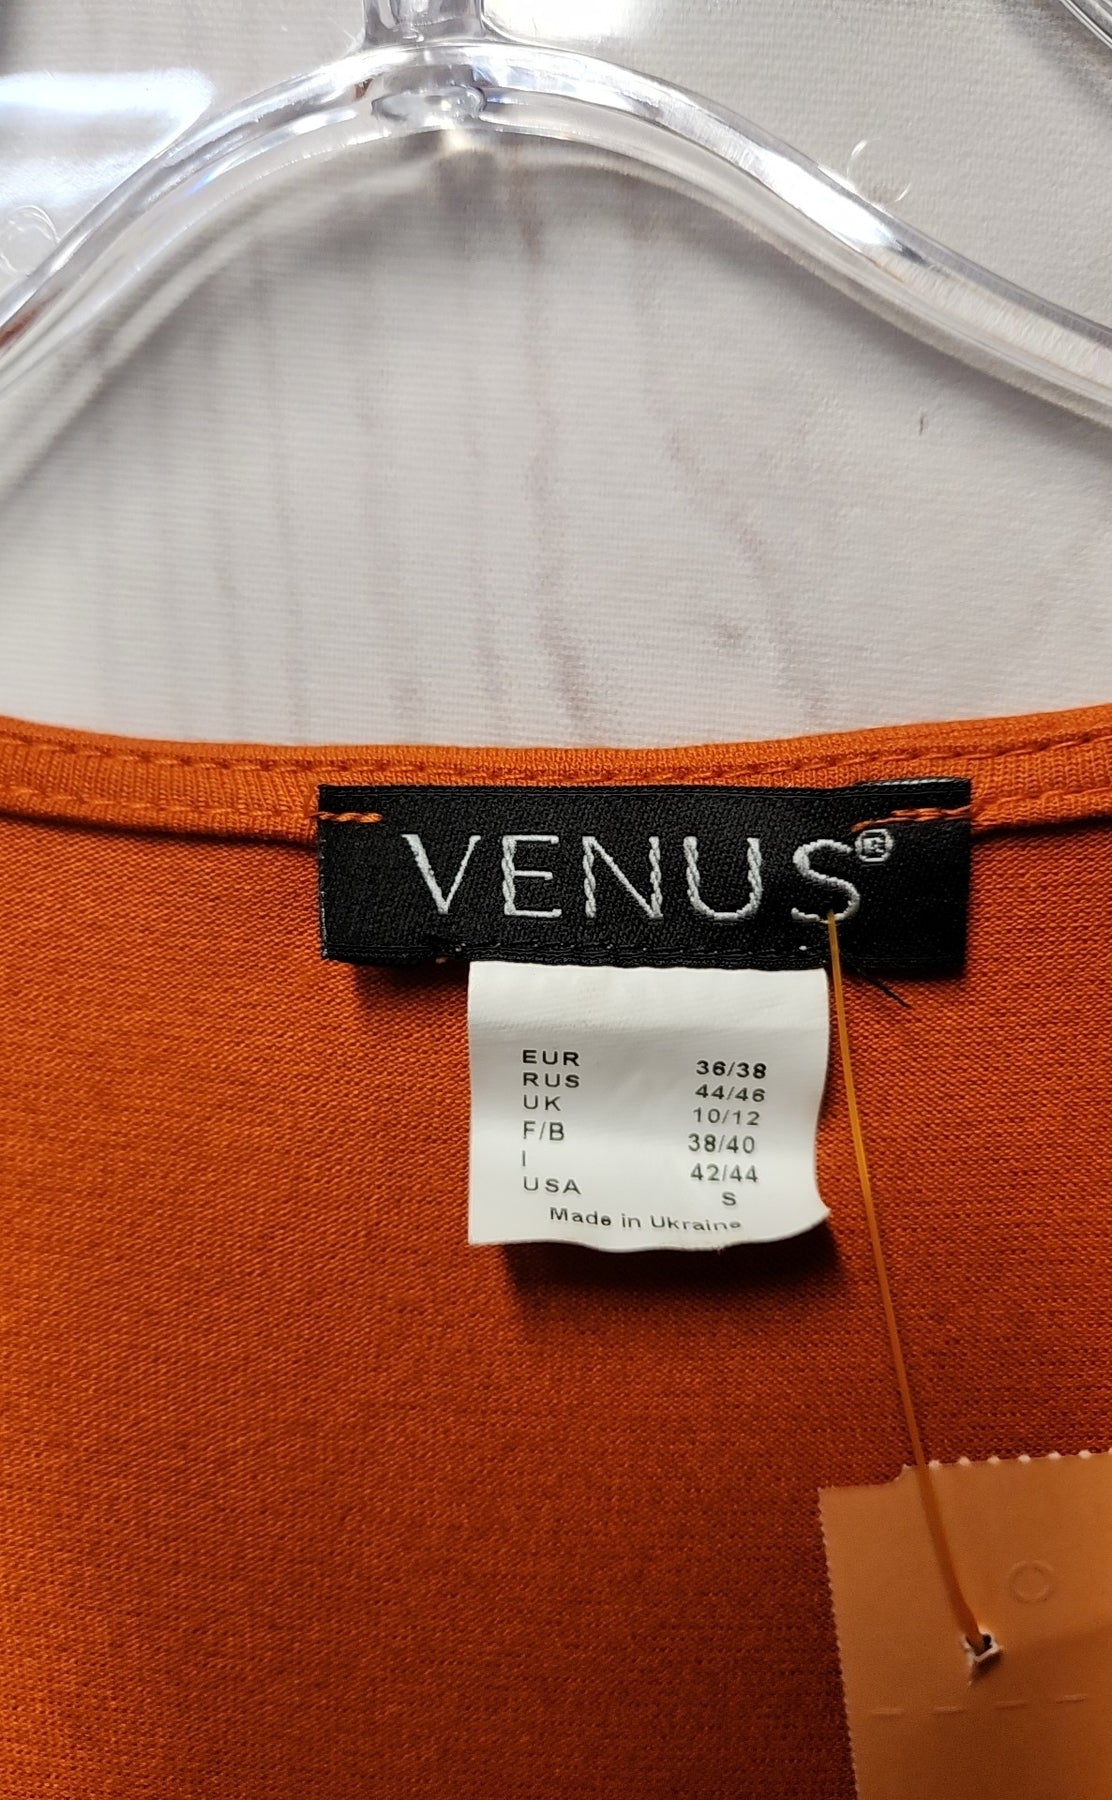 VENUS®
EUR 36/38
RUS 44/46
UK 10/12
F/B 38/40
I 42/44
USA S
Made in Ukraine